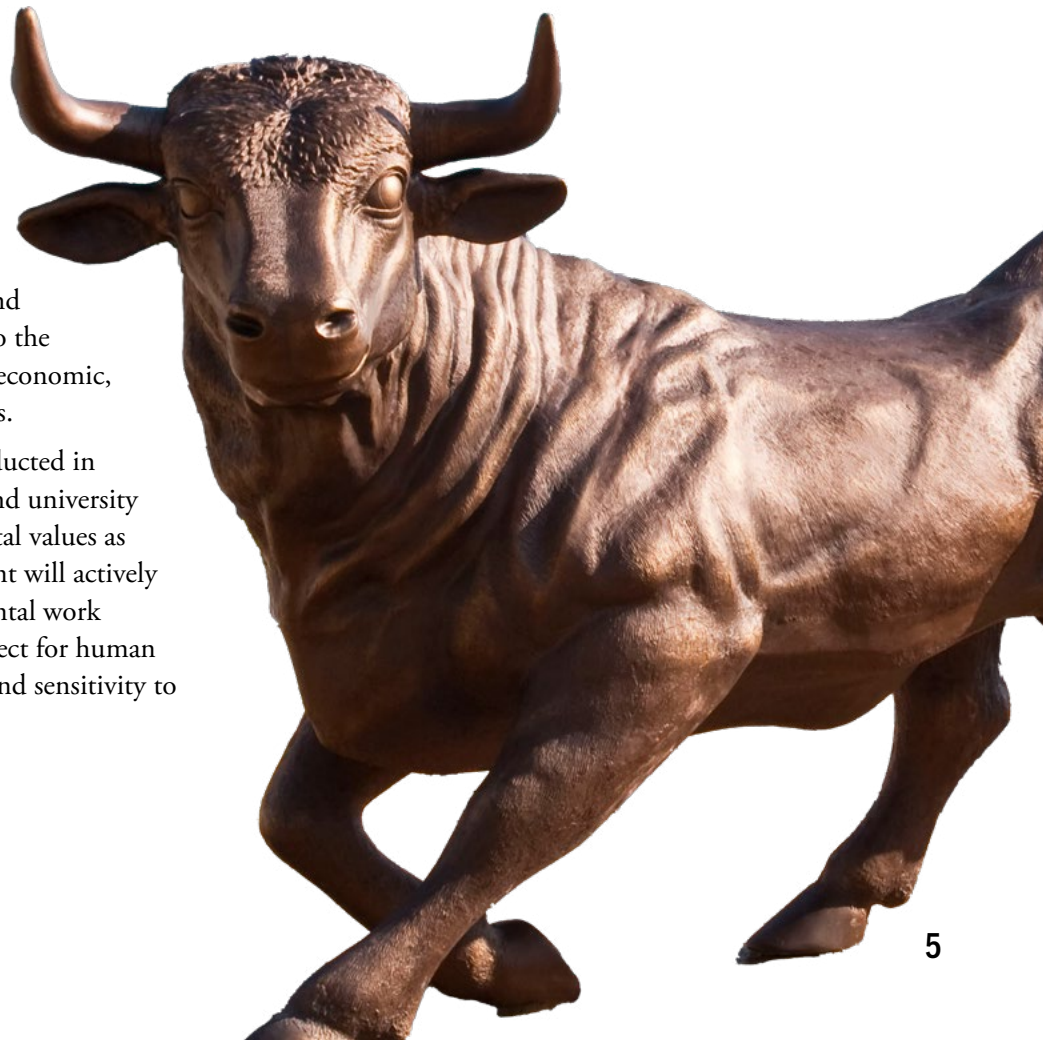 nd
o the
economic,
s.
lucted in
nd university
tal values as
nt will actively
ntal work
ect for human
nd sensitivity to
5